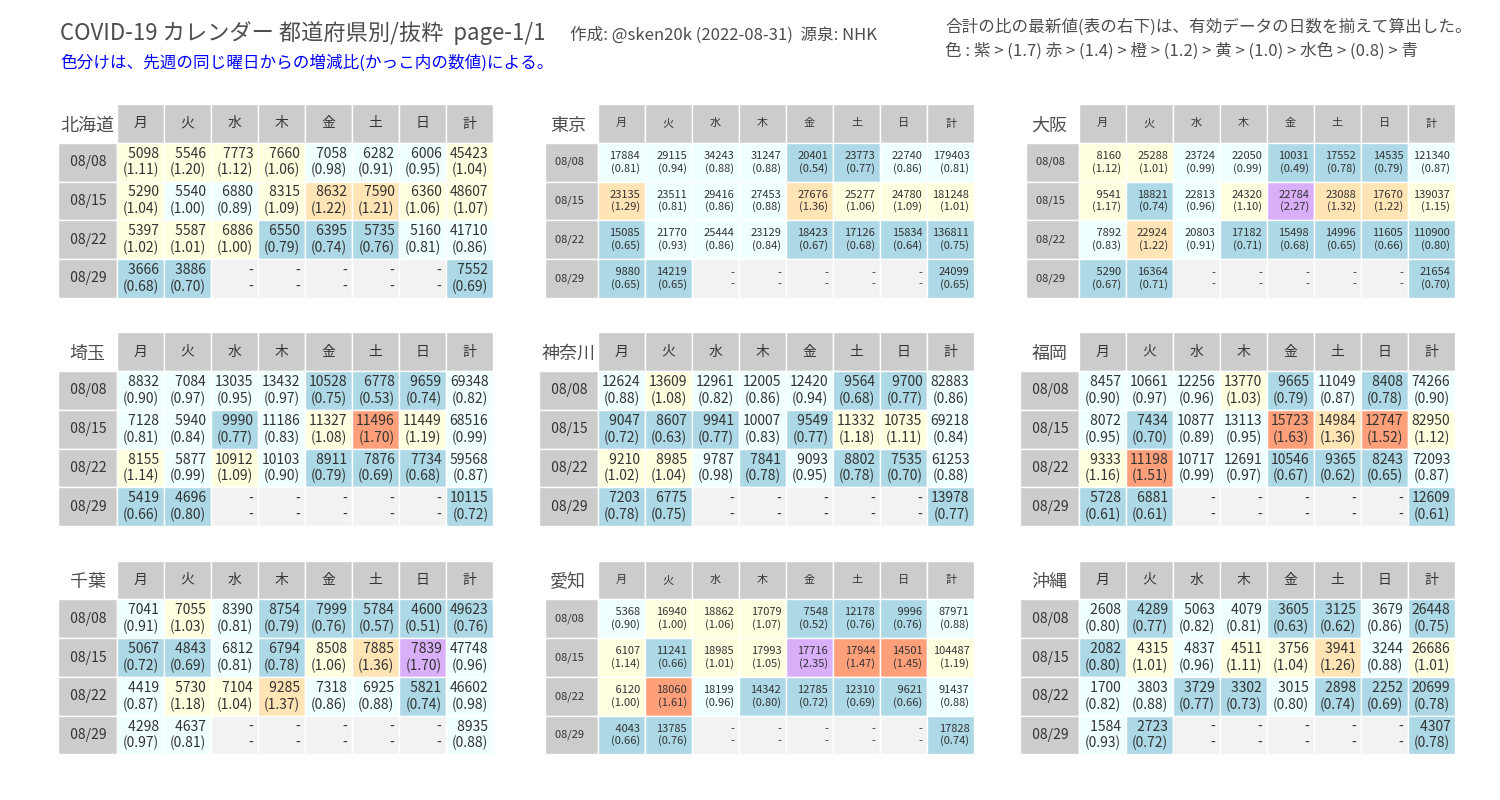 COVID-19 カレンダー 都道府県別/抜粋 page-1/1 作成: @sken20k (2022-08-31) 源泉: NHK
色分けは、先週の同じ曜日からの増減比(かっこ内の数値)による。
合計の比の最新値(表の右下)は、有効データの日数を揃えて算出した。
色 : 紫 > (1.7) 赤 > (1.4) > 橙 > (1.2) > 黄 > (1.0) > 水色 > (0.8) > 青
北海道 月 火 水 木 金 土 日 計
08/08 5098 5546 7773 7660 7058 6282 6006 45423
(1.11) (1.20) (1.12) (1.06) (0.98) (0.91) (0.95) (1.04)
08/15 5290 5540 6880 8315 8632 7590 6360 48607
(1.04) (1.00) (0.89) (1.09) (1.22) (1.21) (1.06) (1.07)
08/22 5397 5587 6886 6550 6395 5735 5160 41710
(1.02) (1.01) (1.00) (0.79) (0.74) (0.76) (0.81) (0.86)
08/29 3666 3886 - - - - - 7552
(0.68) (0.70) - - - - - (0.69)
東京 月 火 水 木 金 土 日 計
08/08 17884 29115 34243 31247 20401 23773 22740 179403
(0.81) (0.94) (0.88) (0.88) (0.54) (0.77) (0.86) (0.81)
08/15 23135 23511 29416 27453 27676 25277 24780 181248
(1.29) (0.81) (0.86) (0.88) (1.36) (1.06) (1.09) (1.01)
08/22 15085 21770 25444 23129 18423 17126 15834 136811
(0.65) (0.93) (0.86) (0.84) (0.67) (0.68) (0.64) (0.75)
08/29 9880 14219 - - - - - 24099
(0.65) (0.65) - - - - - (0.65)
大阪 月 火 水 木 金 土 日 計
08/08 8160 25288 23724 22050 10031 17552 14535 121340
(1.12) (1.01) (0.99) (0.99) (0.49) (0.78) (0.79) (0.87)
08/15 9541 18821 22813 24320 22784 23088 17670 139037
(1.17) (0.74) (0.96) (1.10) (2.27) (1.32) (1.22) (1.15)
08/22 7892 22924 20803 17182 15498 14996 11605 110900
(0.83) (1.22) (0.91) (0.71) (0.68) (0.65) (0.66) (0.80)
08/29 5290 16364 - - - - - 21654
(0.67) (0.71) - - - - - (0.70)
埼玉 月 火 水 木 金 土 日 計
08/08 8832 7084 13035 13432 10528 6778 9659 69348
(0.90) (0.97) (0.95) (0.97) (0.75) (0.53) (0.74) (0.82)
08/15 7128 5940 9990 11186 11327 11496 11449 68516
(0.81) (0.84) (0.77) (0.83) (1.08) (1.70) (1.19) (0.99)
08/22 8155 5877 10912 10103 8911 7876 7734 59568
(1.14) (0.99) (1.09) (0.90) (0.79) (0.69) (0.68) (0.87)
08/29 5419 4696 - - - - - 10115
(0.66) (0.80) - - - - - (0.72)
神奈川 月 火 水 木 金 土 日 計
08/08 12624 13609 12961 12005 12420 9564 9700 82883
(0.88) (1.08) (0.82) (0.86) (0.94) (0.68) (0.77) (0.86)
08/15 9047 8607 9941 10007 9549 11332 10735 69218
(0.72) (0.63) (0.77) (0.83) (0.77) (1.18) (1.11) (0.84)
08/22 9210 8985 9787 7841 9093 8802 7535 61253
(1.02) (1.04) (0.98) (0.78) (0.95) (0.78) (0.70) (0.88)
08/29 7203 6775 - - - - - 13978
(0.78) (0.75) - - - - - (0.77)
福岡 月 火 水 木 金 土 日 計
08/08 8457 10661 12256 13770 9665 11049 8408 74266
(0.90) (0.97) (0.96) (1.03) (0.79) (0.87) (0.78) (0.90)
08/15 8072 7434 10877 13113 15723 14984 12747 82950
(0.95) (0.70) (0.89) (0.95) (1.63) (1.36) (1.52) (1.12)
08/22 9333 11198 10717 12691 10546 9365 8243 72093
(1.16) (1.51) (0.99) (0.97) (0.67) (0.62) (0.65) (0.87)
08/29 5728 6881 - - - - - 12609
(0.61) (0.61) - - - - - (0.61)
千葉 月 火 水 木 金 土 日 計
08/08 7041 7055 8390 8754 7999 5784 4600 49623
(0.91) (1.03) (0.81) (0.79) (0.76) (0.57) (0.51) (0.76)
08/15 5067 4843 6812 6794 8508 7885 7839 47748
(0.72) (0.69) (0.81) (0.78) (1.06) (1.36) (1.70) (0.96)
08/22 4419 5730 7104 9285 7318 6925 5821 46602
(0.87) (1.18) (1.04) (1.37) (0.86) (0.88) (0.74) (0.98)
08/29 4298 4637 - - - - - 8935
(0.97) (0.81) - - - - - (0.88)
愛知 月 火 水 木 金 土 日 計
08/08 5368 16940 18862 17079 7548 12178 9996 87971
(0.90) (1.00) (1.06) (1.07) (0.52) (0.76) (0.76) (0.88)
08/15 6107 11241 18985 17993 17716 17944 14501 104487
(1.14) (0.66) (1.01) (1.05) (2.35) (1.47) (1.45) (1.19)
08/22 6120 18060 18199 14342 12785 12310 9621 91437
(1.00) (1.61) (0.96) (0.80) (0.72) (0.69) (0.66) (0.88)
08/29 4043 13785 - - - - - 17828
(0.66) (0.76) - - - - - (0.74)
沖縄 月 火 水 木 金 土 日 計
08/08 2608 4289 5063 4079 3605 3125 3679 26448
(0.80) (0.77) (0.82) (0.81) (0.63) (0.62) (0.86) (0.75)
08/15 2082 4315 4837 4511 3756 3941 3244 26686
(0.80) (1.01) (0.96) (1.11) (1.04) (1.26) (0.88) (1.01)
08/22 1700 3803 3729 3302 3015 2898 2252 20699
(0.82) (0.88) (0.77) (0.73) (0.80) (0.74) (0.69) (0.78)
08/29 1584 2723 - - - - - 4307
(0.93) (0.72) - - - - - (0.78)